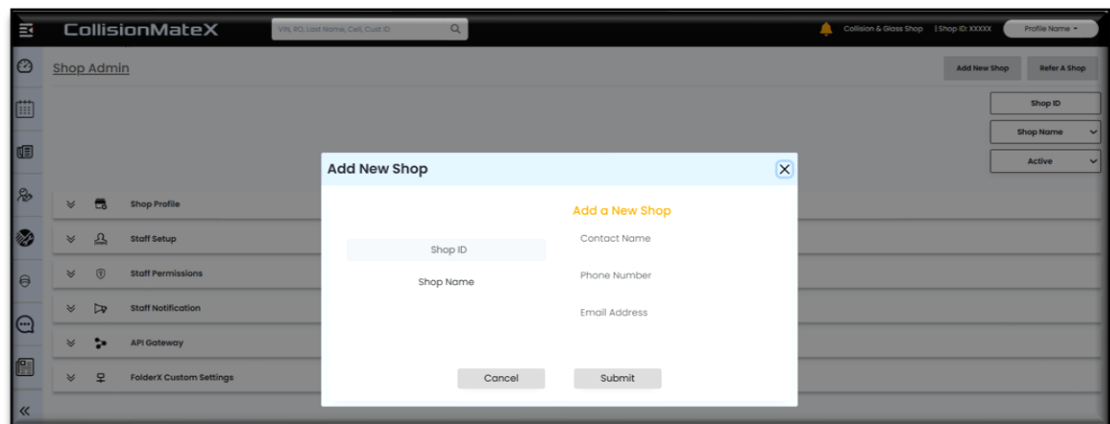 CollisionMateX
VIN, RO, Last Name, Cell, Cust ID
Collision & Glass Shop | Shop ID: XXXXX
Profile Name
Shop Admin
Add New Shop
Refer A Shop
Shop ID
Shop Name
Active
Shop Profile
Staff Setup
Staff Permissions
Staff Notification
API Gateway
FolderX Custom Settings
Add New Shop
Add a New Shop
Shop ID
Shop Name
Contact Name
Phone Number
Email Address
Cancel
Submit